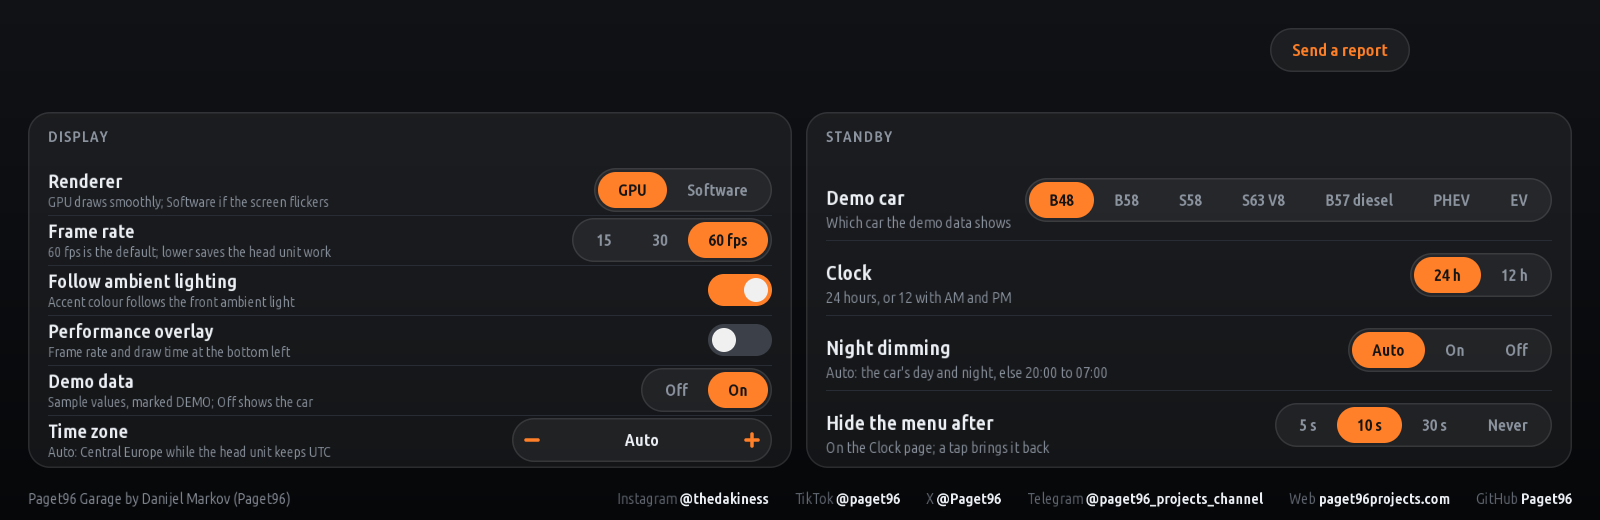 Send a report
DISPLAY
Renderer
GPU draws smoothly; Software if the screen flickers
GPU Software
Frame rate
60 fps is the default; lower saves the head unit work
15 30 60 fps
Follow ambient lighting
Accent colour follows the front ambient light
Performance overlay
Frame rate and draw time at the bottom left
Demo data
Sample values, marked DEMO; Off shows the car
Off On
Time zone
Auto: Central Europe while the head unit keeps UTC
− Auto +
STANDBY
Demo car
Which car the demo data shows
B48 B58 S58 S63 V8 B57 diesel PHEV EV
Clock
24 hours, or 12 with AM and PM
24 h 12 h
Night dimming
Auto: the car's day and night, else 20:00 to 07:00
Auto On Off
Hide the menu after
On the Clock page; a tap brings it back
5 s 10 s 30 s Never
Paget96 Garage by Danijel Markov (Paget96)
Instagram @thedakiness TikTok @paget96 X @Paget96 Telegram @paget96_projects_channel Web paget96projects.com GitHub Paget96